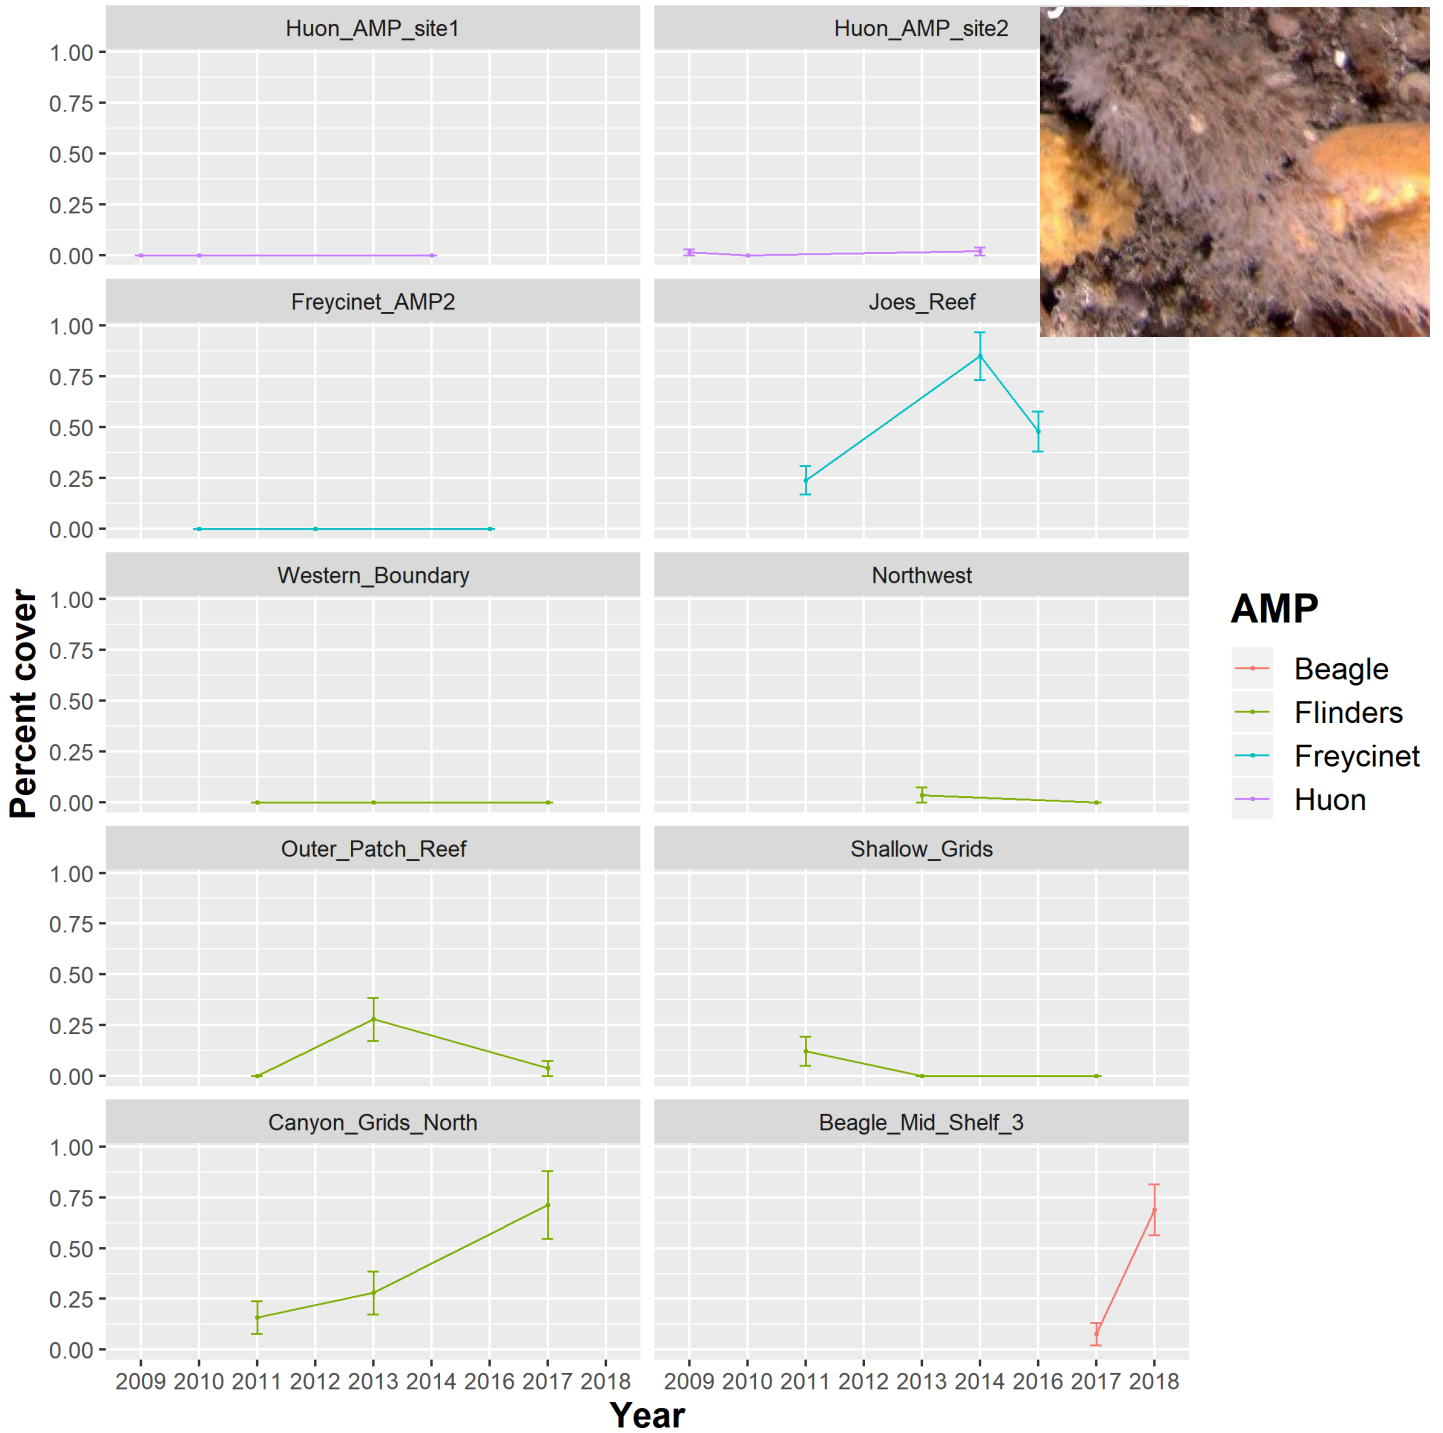 Huon_AMP_site1
Huon_AMP_site2
1.00
0.75
0.50
0.25
0.00
Freycinet_AMP2
Joes_Reef
1.00
0.75
0.50
0.25
0.00
Western_Boundary
Northwest
1.00
0.75
0.50
0.25
0.00
Outer_Patch_Reef
Shallow_Grids
1.00
0.75
0.50
0.25
0.00
Canyon_Grids_North
Beagle_Mid_Shelf_3
1.00
0.75
0.50
0.25
0.00
2009 2010 2011 2012 2013 2014 2016 2017 2018
2009 2010 2011 2012 2013 2014 2016 2017 2018
Year
Percent cover
AMP
Beagle
Flinders
Freycinet
Huon